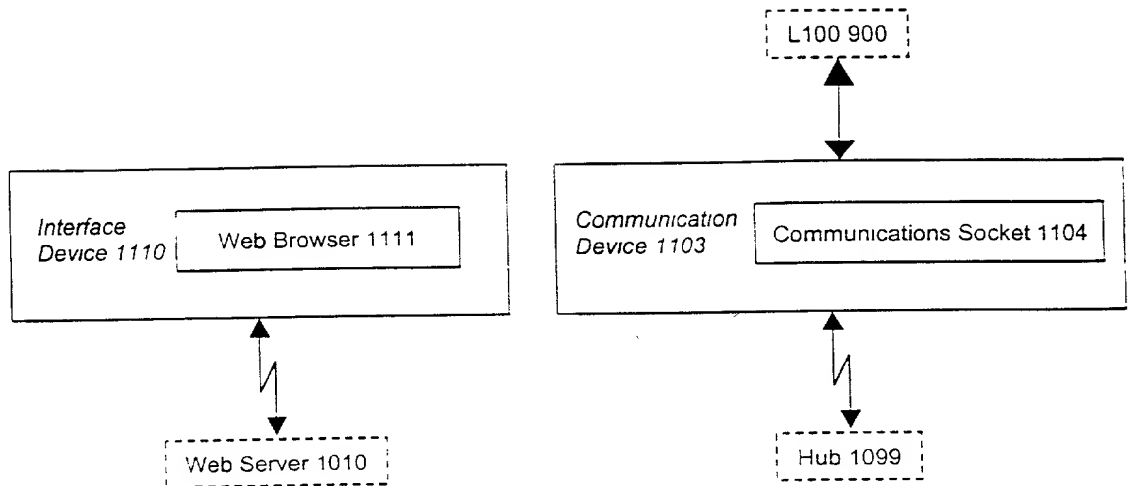 L100 900
Interface
Device 1110
Web Browser 1111
Communication
Device 1103
Communications Socket 1104
Web Server 1010
Hub 1099